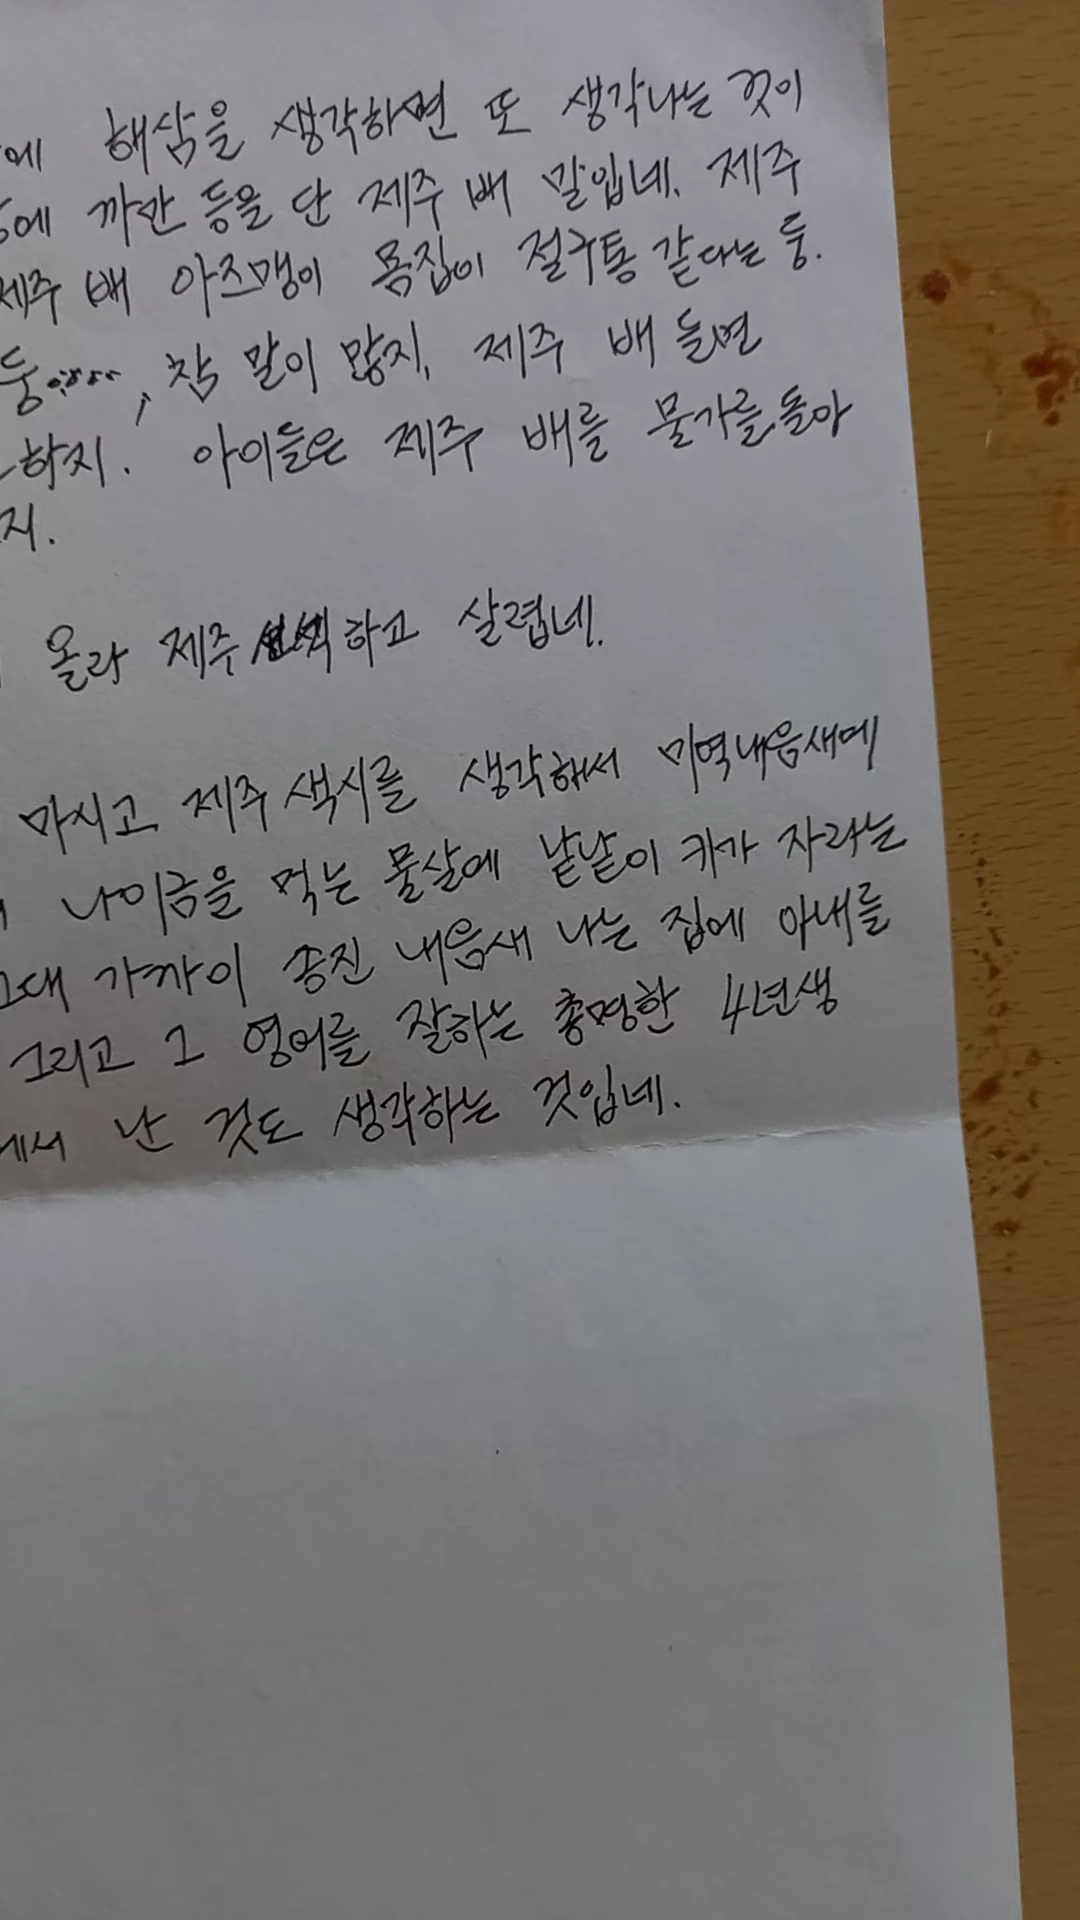 에 해삼을 생각하면 또 생각나는 것이
에 까만 등을 단 제주 배 말입네. 제주
제주 배 아즈맹이 몸집이 절구통 같다는 둥.
둥……, 참 말이 많지. 제주 배 들면
하지. 아이들은 제주 배를 물가를 돌아
지.
올라 제주 하고 살렵네.
마시고 제주 색시를 생각해서 미역내음새에
나이금을 먹는 물살에 낱낱이 키가 자라는
그대 가까이 송진 내음새 나는 집에 아내를
그리고 그 영어를 잘하는 총명한 4년생
에서 난 것도 생각하는 것입네.